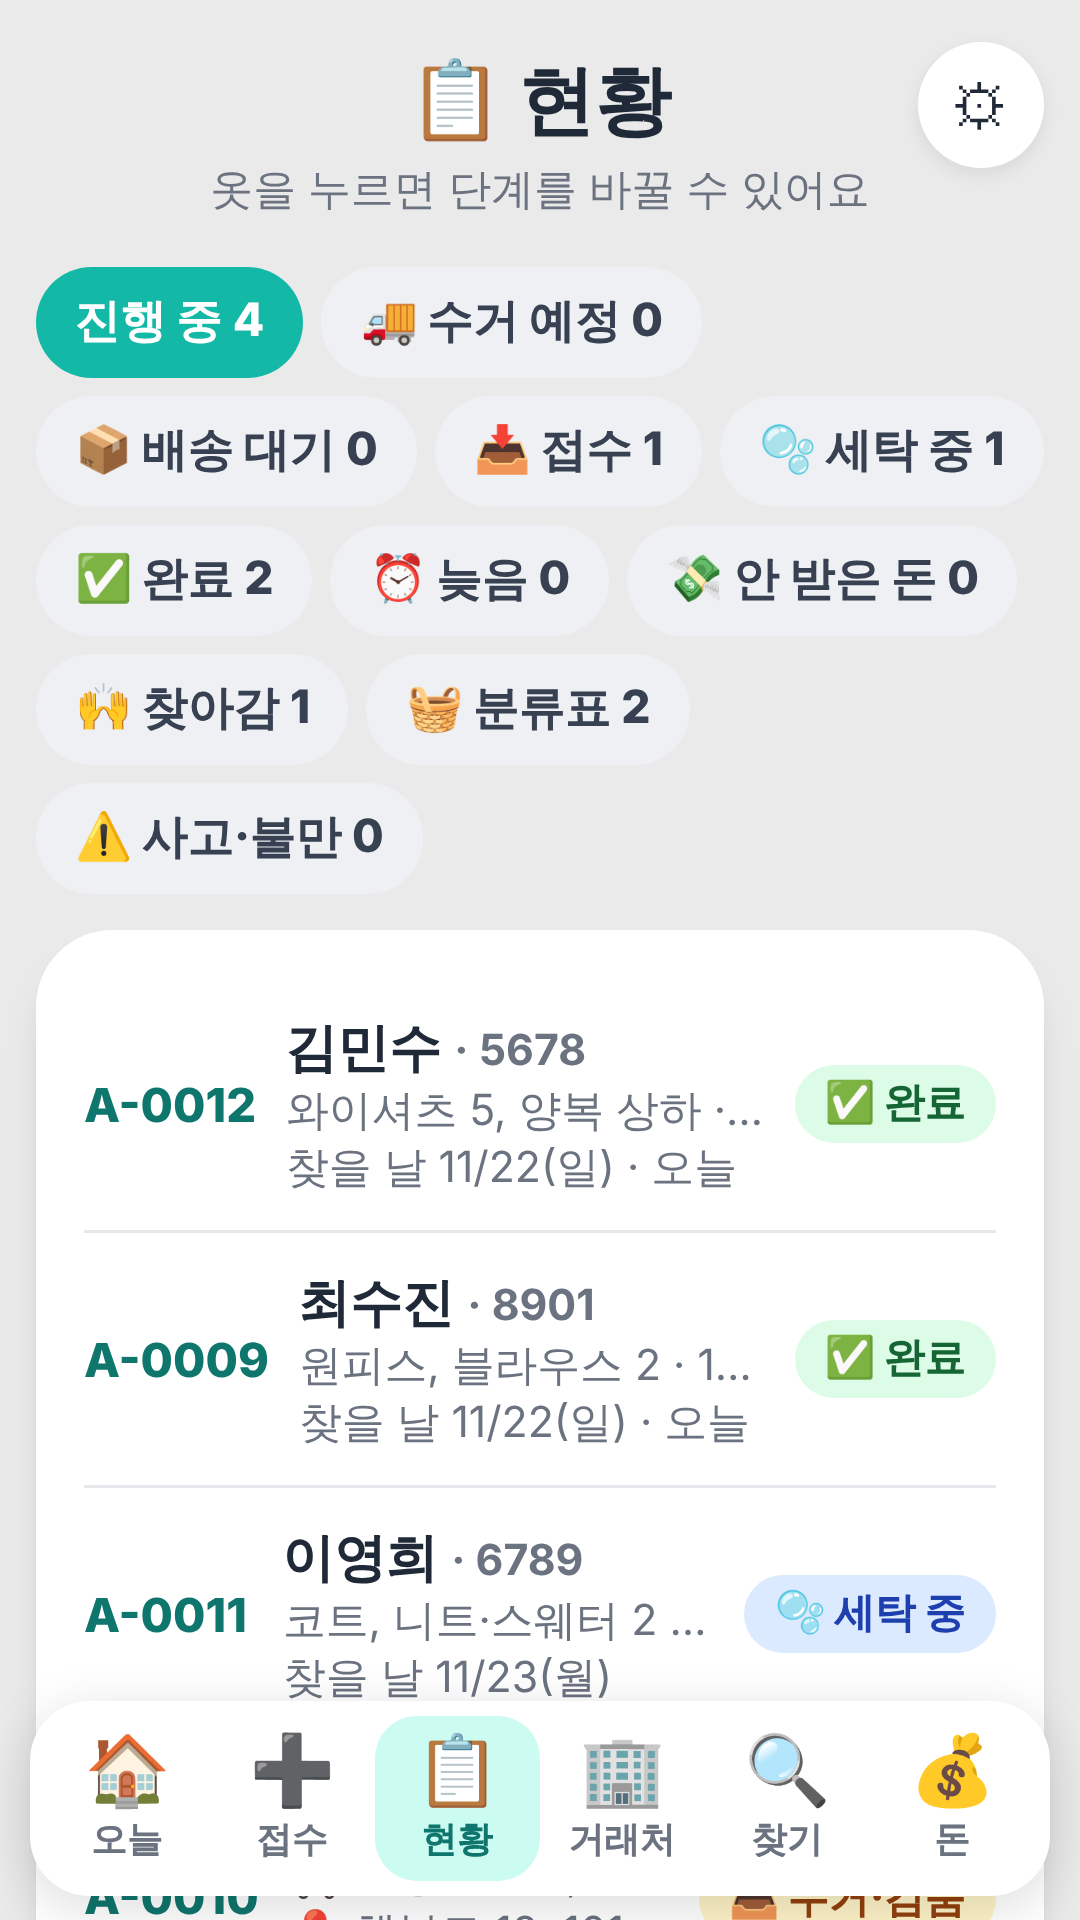 📋 현황
옷을 누르면 단계를 바꿀 수 있어요
진행 중 4
🚚 수거 예정 0
📦 배송 대기 0
📥 접수 1
🫧 세탁 중 1
✅ 완료 2
⏰ 늦음 0
💸 안 받은 돈 0
🙌 찾아감 1
🧺 분류표 2
⚠️ 사고·불만 0
A-0012
김민수 · 5678
와이셔츠 5, 양복 상하 ·...
찾을 날 11/22(일) · 오늘
✅ 완료
A-0009
최수진 · 8901
원피스, 블라우스 2 · 1...
찾을 날 11/22(일) · 오늘
✅ 완료
A-0011
이영희 · 6789
코트, 니트·스웨터 2 ...
찾을 날 11/23(월)
🫧 세탁 중
A-0010
📥 수거·검품
오늘
접수
현황
거래처
찾기
돈